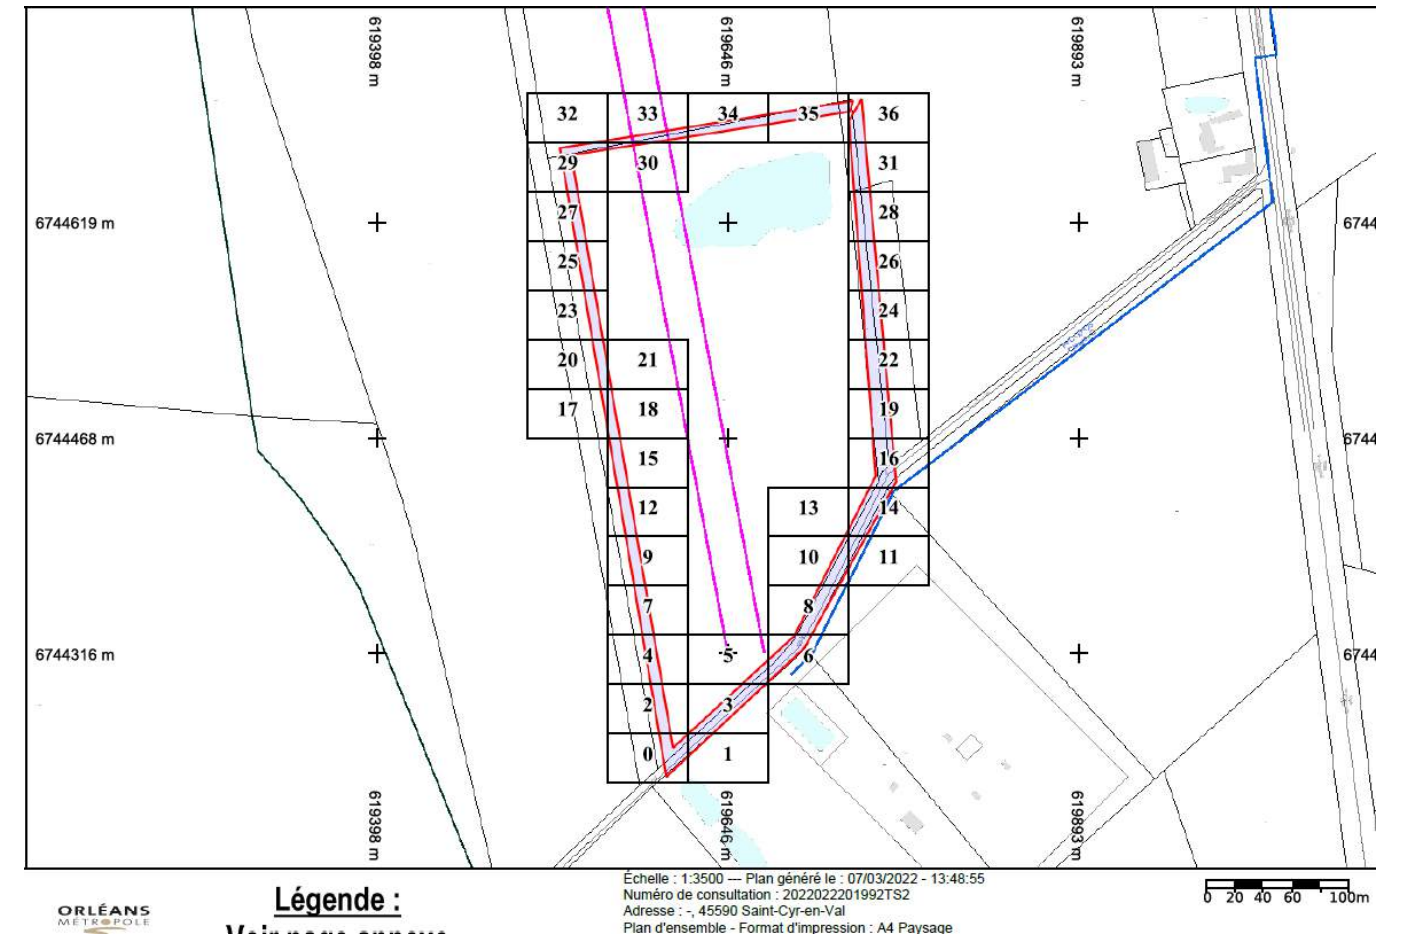 619398 m
619646 m
619893 m
32 33 34 35 36
29 30 31
6744619 m
27 28
6744
25 26
23 24
20 21 22
17 18 19
6744468 m
6744
15 16
12 13 14
9 10 11
7 8
6744316 m
4 5 6
6744
2 3
0 1
619398 m
619646 m
619893 m
Échelle : 1:3500 --- Plan généré le : 07/03/2022 - 13:48:55
Légende :
Numéro de consultation : 2022022201992TS2
0 20 40 60 100m
ORLÉANS
MÉTROPOLE
Adresse : -, 45590 Saint-Cyr-en-Val
Voir page annexe
Plan d'ensemble - Format d'impression : A4 Paysage